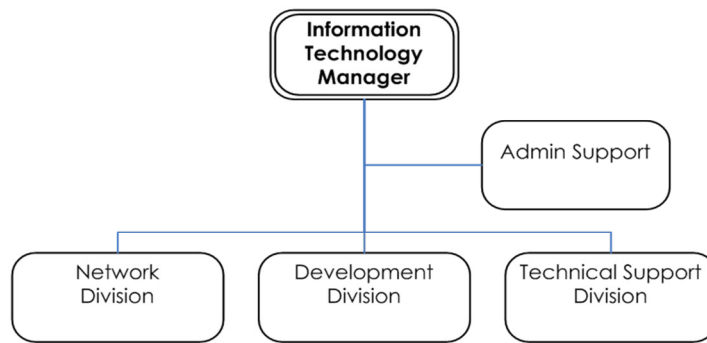 Information
Technology
Manager
Admin Support
Network
Division
Development
Division
Technical Support
Division